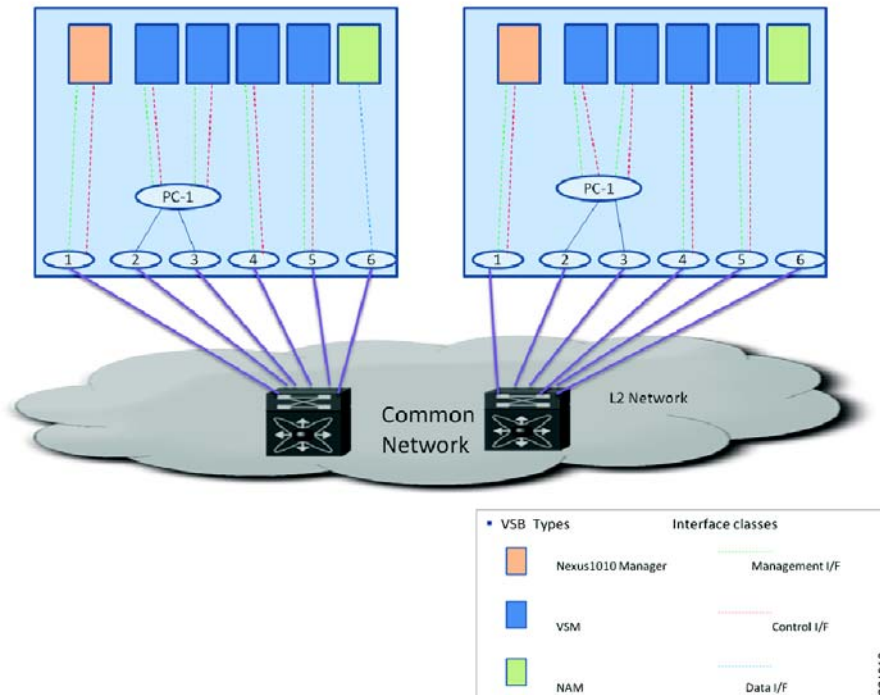 PC-1
PC-1
1 2 3 4 5 6
1 2 3 4 5 6
Common
Network
L2 Network
VSB Types Interface classes
Nexus1010 Manager Management I/F
VSM Control I/F
NAM Data I/F